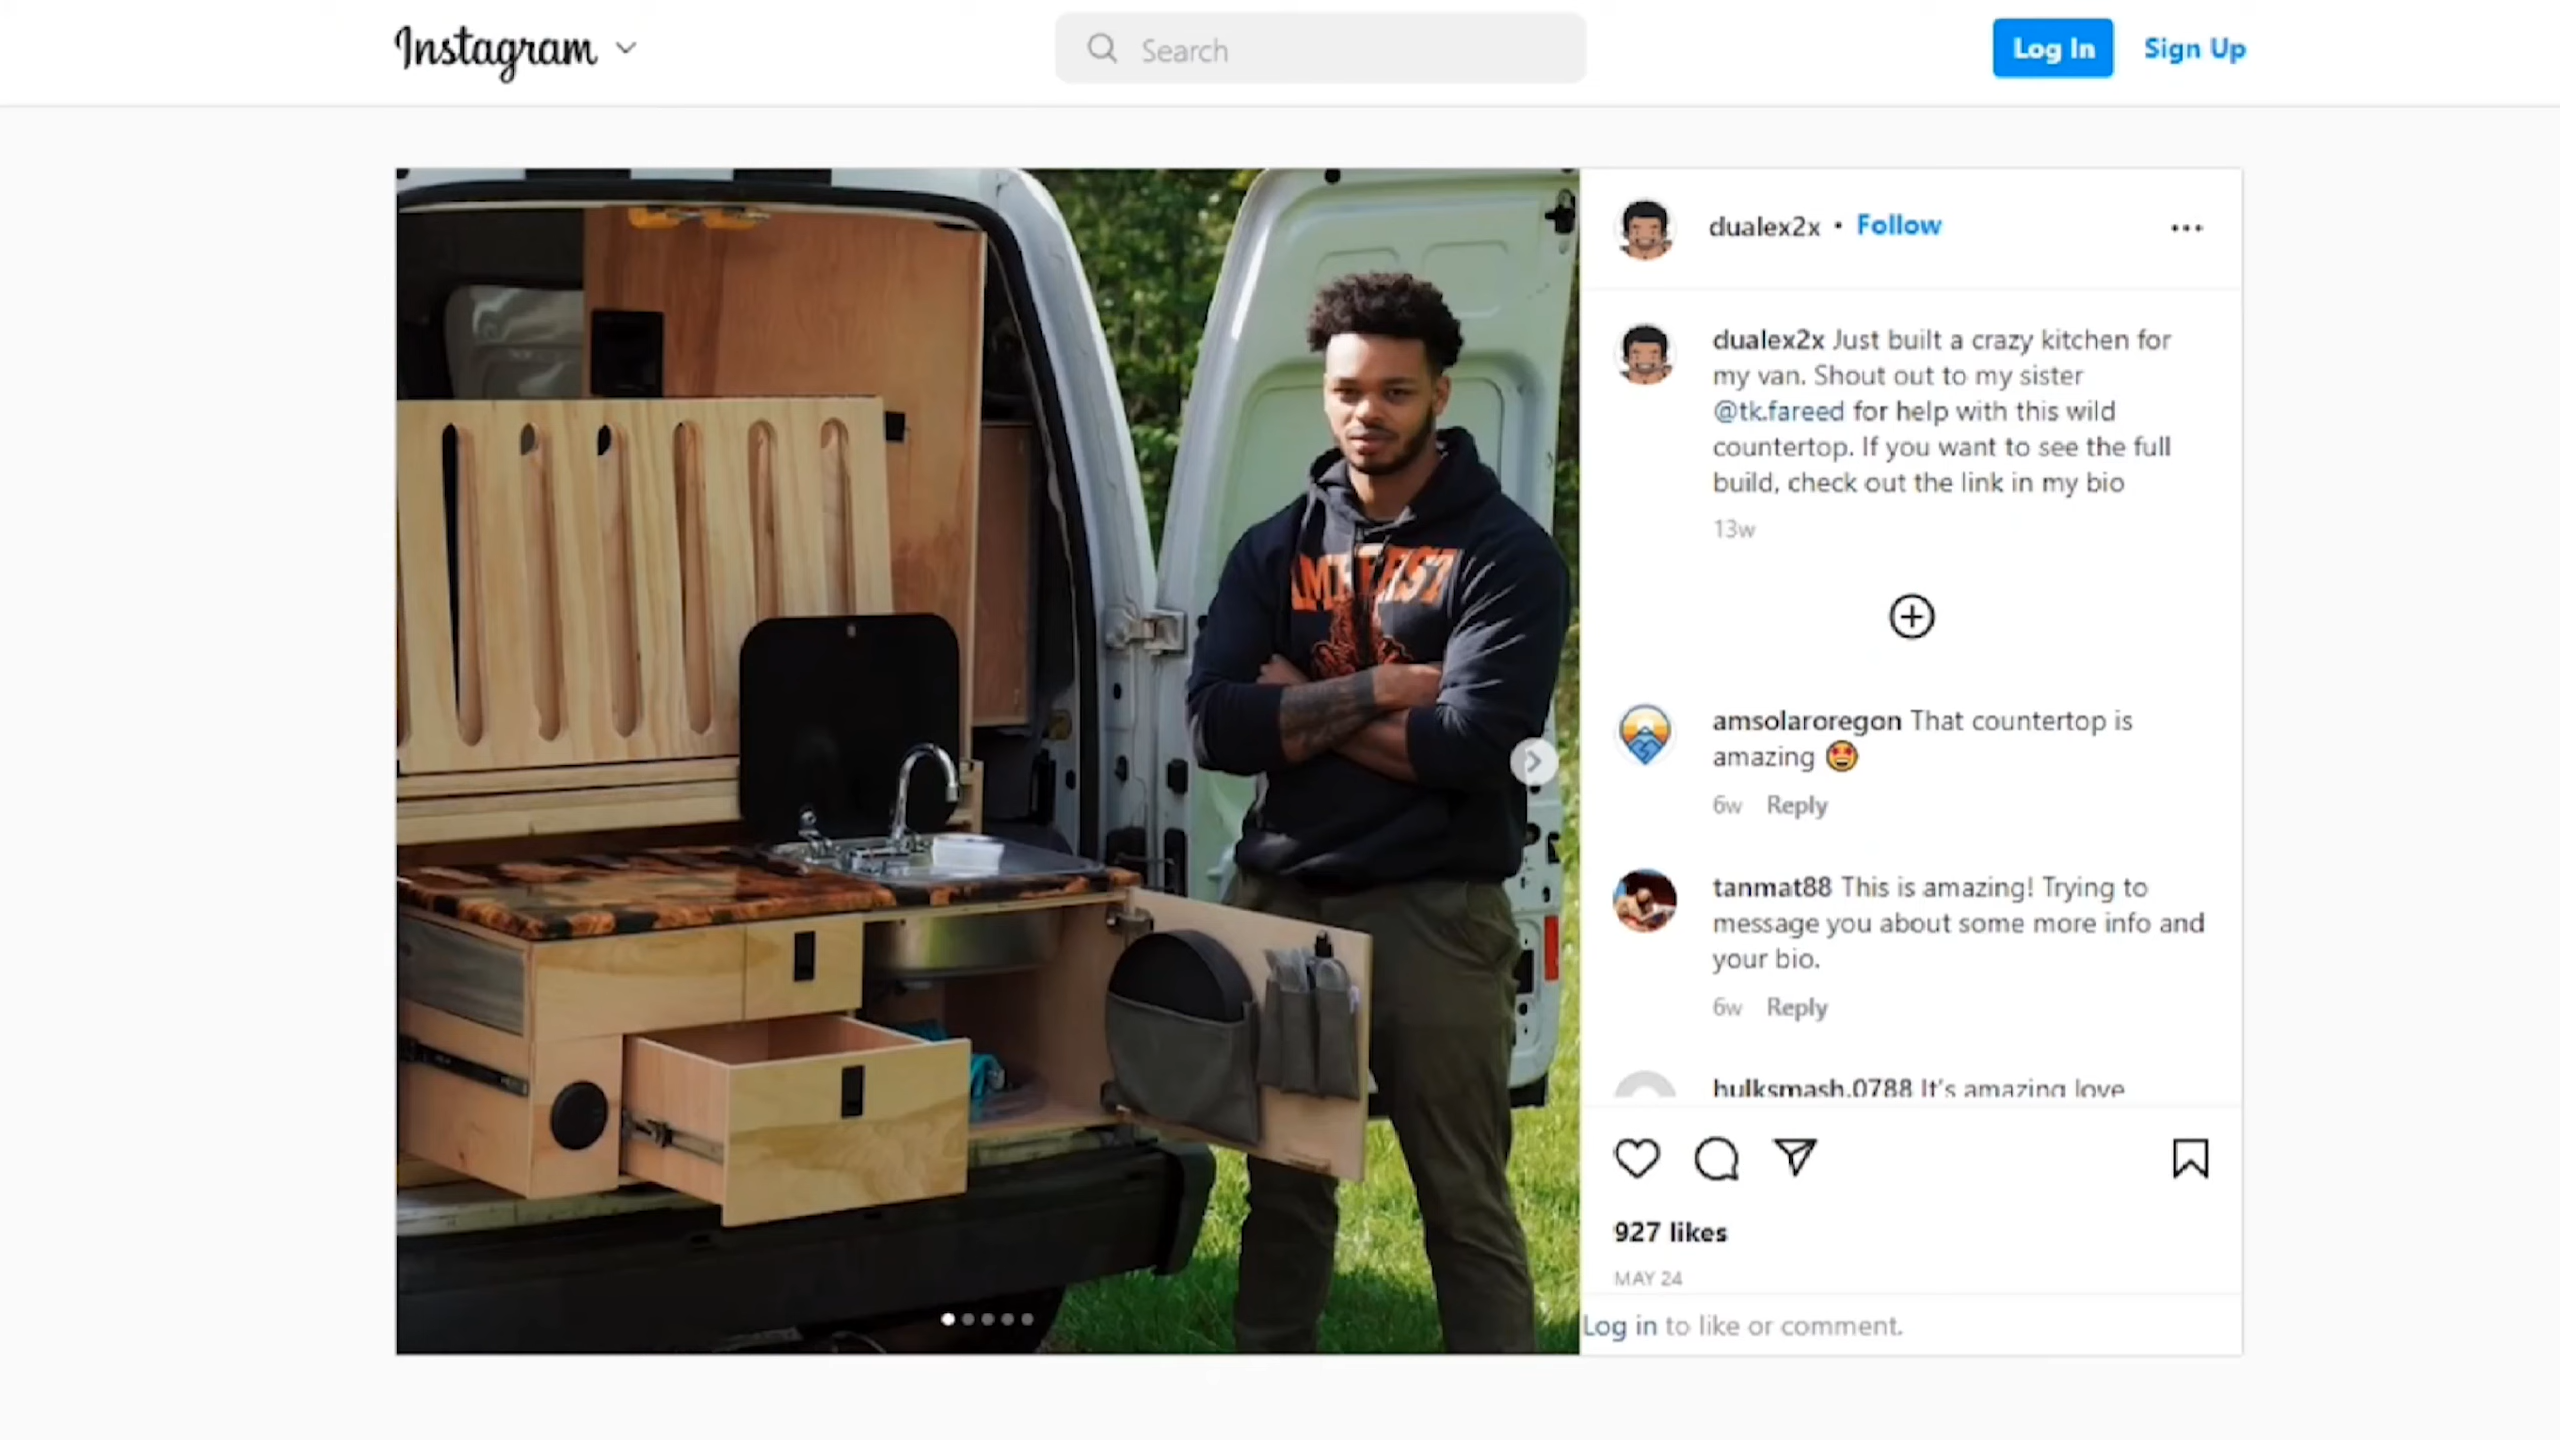 Instagram
Search
Log In
Sign Up
dualex2x • Follow
dualex2x Just built a crazy kitchen for
my van. Shout out to my sister
@tk.fareed for help with this wild
countertop. If you want to see the full
build, check out the link in my bio
13w
amsolaroregon That countertop is
amazing 🤩
6w Reply
tanmat88 This is amazing! Trying to
message you about some more info and
your bio.
6w Reply
hulksmash.0788 It's amazing love
927 likes
MAY 24
Log in to like or comment.